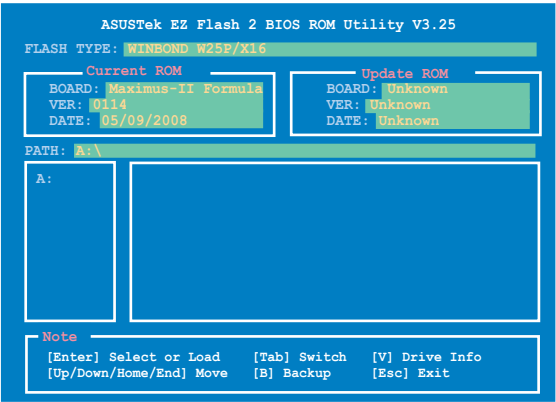 ASUSTek EZ Flash 2 BIOS ROM Utility V3.25
FLASH TYPE: WINBOND W25P/X16
Current ROM
BOARD: Maximus-II Formula
VER: 0114
DATE: 05/09/2008
Update ROM
BOARD: Unknown
VER: Unknown
DATE: Unknown
PATH: A:\
A:
Note
[Enter] Select or Load [Tab] Switch [V] Drive Info
[Up/Down/Home/End] Move [B] Backup [Esc] Exit